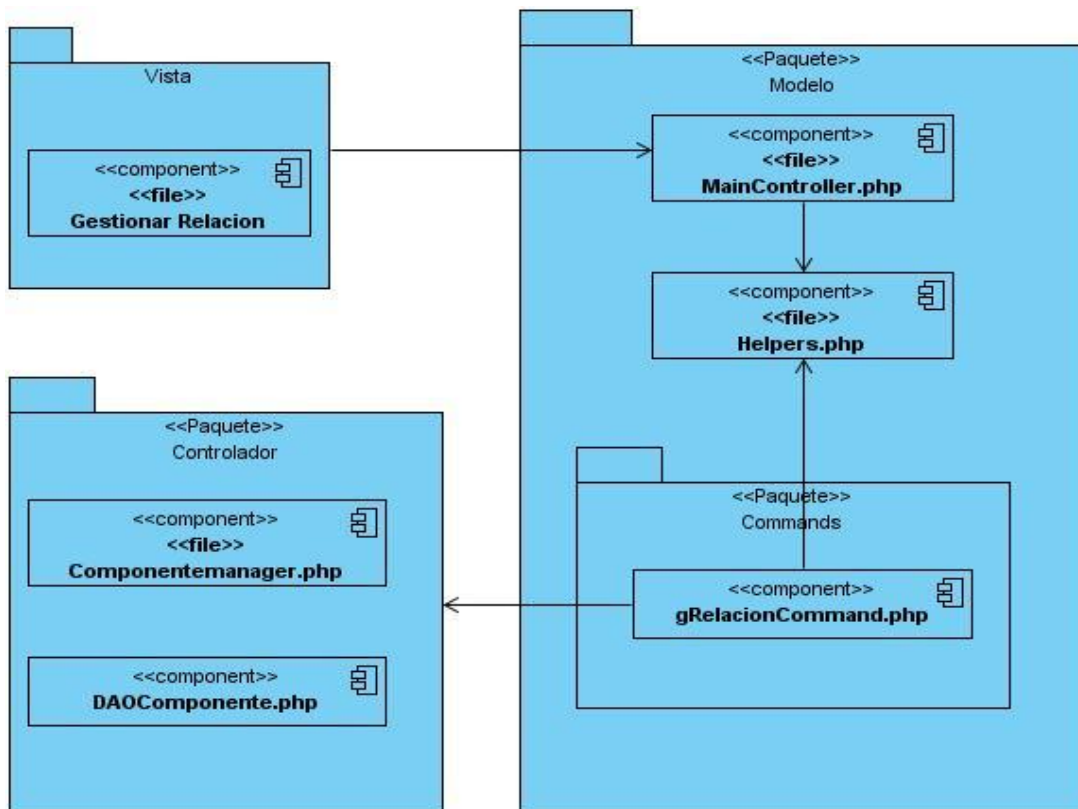 Vista
<<component>>
<<file>>
Gestionar Relacion
<<Paquete>>
Modelo
<<component>>
<<file>>
MainController.php
<<component>>
<<file>>
Helpers.php
<<Paquete>>
Commands
<<component>>
gRelacionCommand.php
<<Paquete>>
Controlador
<<component>>
<<file>>
Componentemanager.php
<<component>>
DAOComponente.php